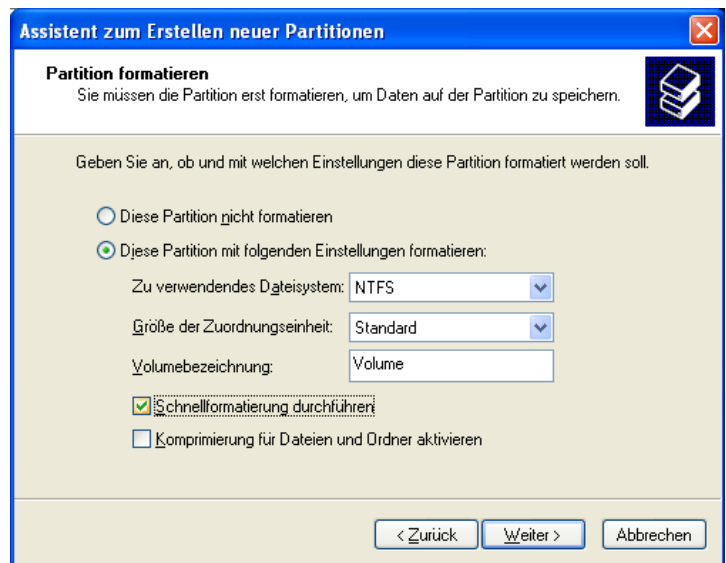 Assistent zum Erstellen neuer Partitionen
Partition formatieren
Sie müssen die Partition erst formatieren, um Daten auf der Partition zu speichern.
Geben Sie an, ob und mit welchen Einstellungen diese Partition formatiert werden soll.
Diese Partition nicht formatieren
Diese Partition mit folgenden Einstellungen formatieren:
Zu verwendendes Dateisystem: NTFS
Größe der Zuordnungseinheit: Standard
Volumebezeichnung: Volume
Schnellformatierung durchführen
Komprimierung für Dateien und Ordner aktivieren
< Zurück Weiter > Abbrechen